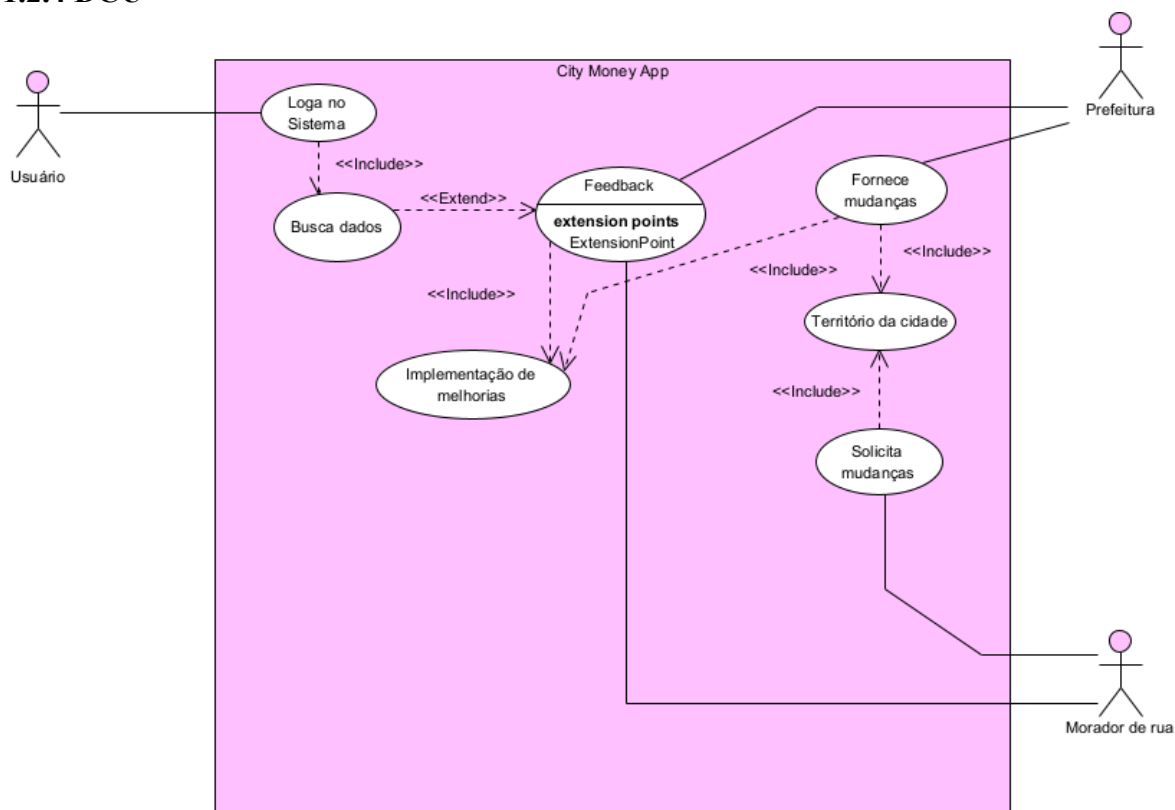 City Money App
Prefeitura
Usuário
Loga no
Sistema
<<Include>>
Busca dados
<<Extend>>
Feedback
extension points
ExtensionPoint
Fornece
mudanças
<<Include>>
<<Include>>
<<Include>>
Território da cidade
Implementação de
melhorias
<<Include>>
Solicita
mudanças
Morador de rua